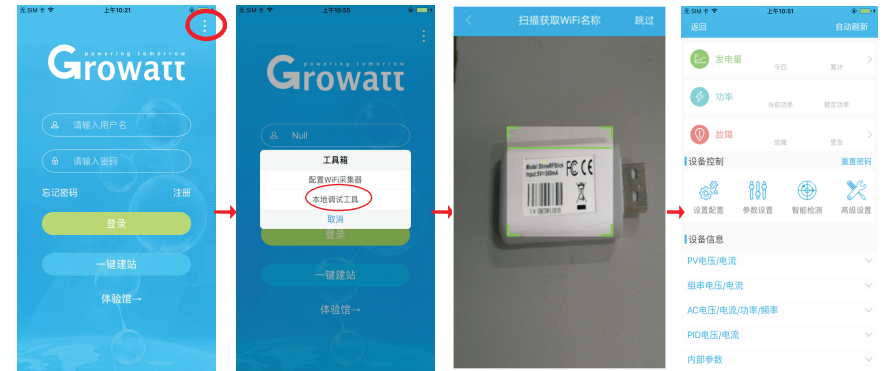 无 SIM 卡
上午10:21
powering tomorrow
Growatt
请输入用户名
请输入密码
忘记密码
注册
登录
一键建站
体验馆→
无 SIM 卡
上午10:55
powering tomorrow
Growatt
Null
工具箱
配置WiFi采集器
本地调试工具
取消
登录
一键建站
体验馆→
扫描获取WiFi名称
跳过
Model:ShineRFStick
Input:5V⎓500mA
FC CE
无 SIM 卡
上午10:51
返回
自动刷新
发电量
今日
累计
功率
当前功率
额定功率
故障
故障
警告
设备控制
重置密码
设置配置
参数设置
智能检测
高级设置
设备信息
PV电压/电流
组串电压/电流
AC电压/电流/功率/频率
PID电压/电流
内部参数